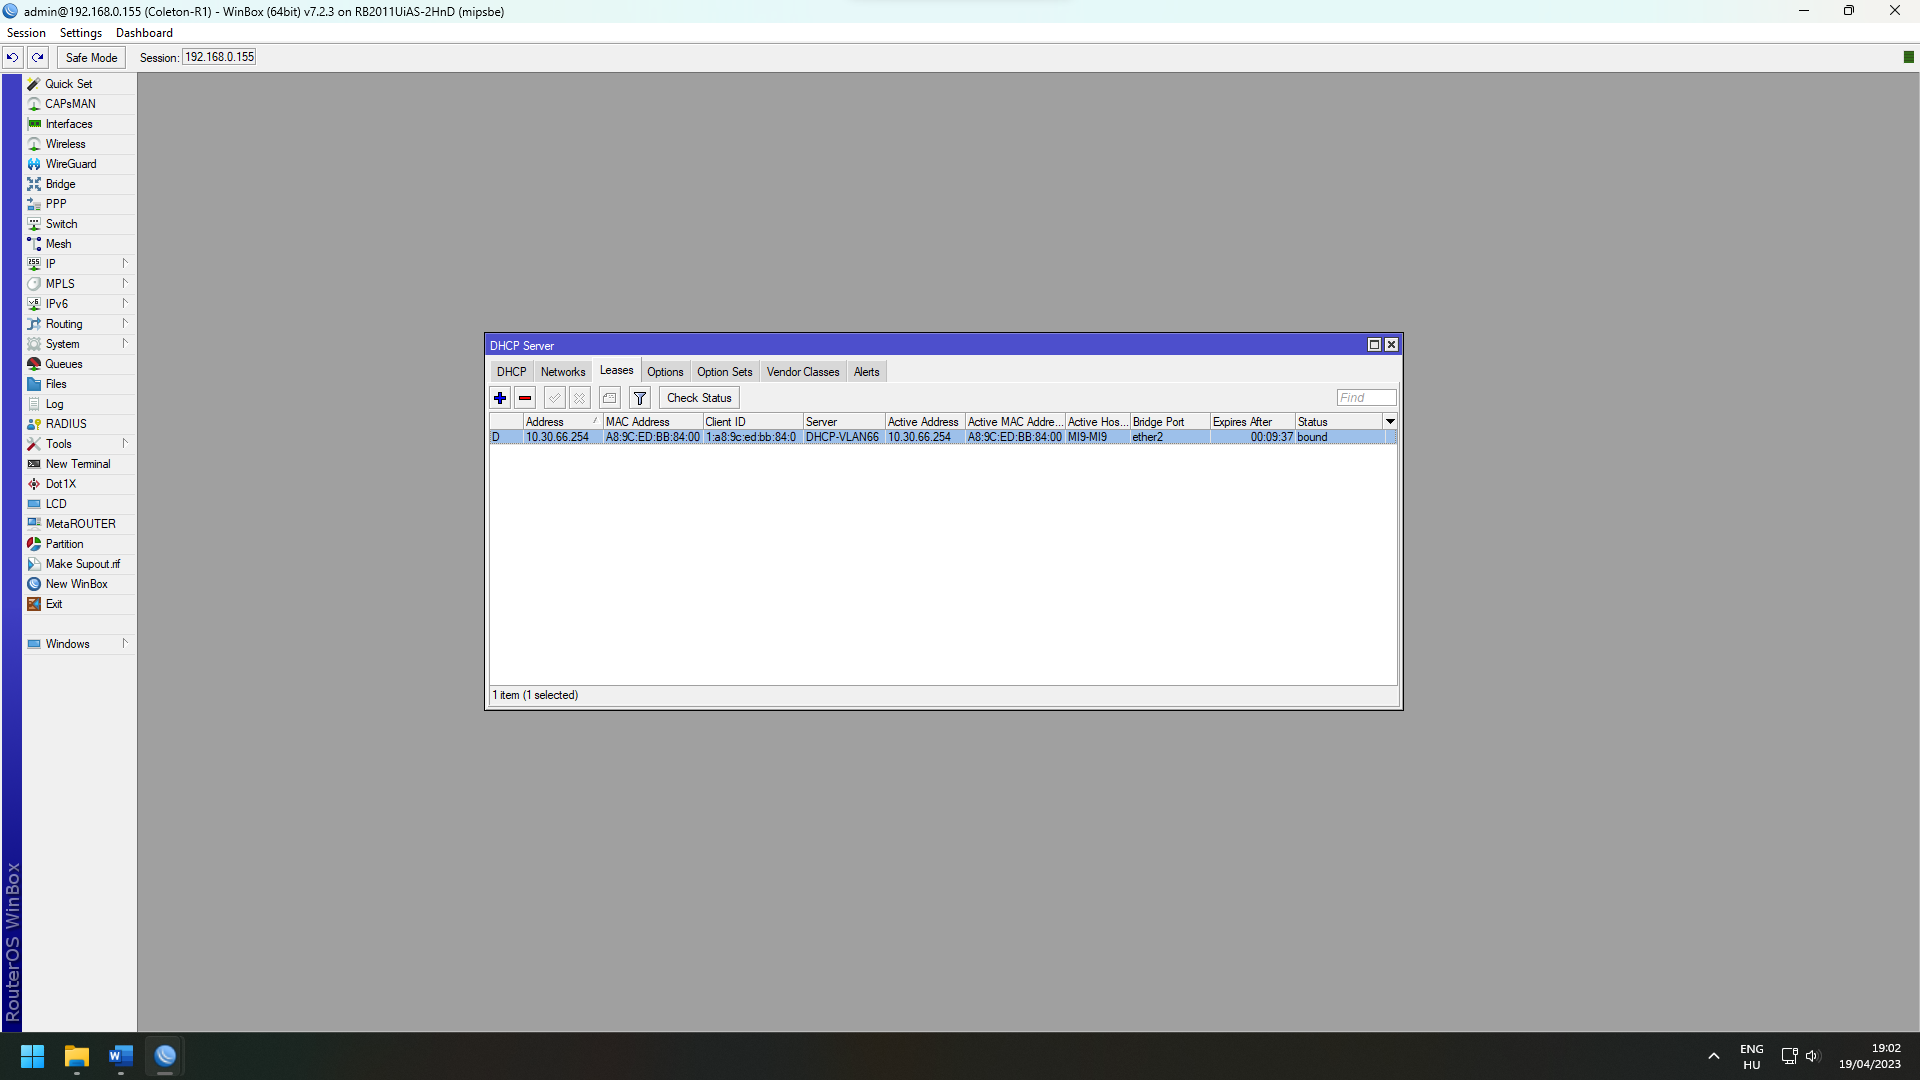 admin@192.168.0.155 (Coleton-R1) - WinBox (64bit) v7.2.3 on RB2011UiAS-2HnD (mipsbe)
Session Settings Dashboard
Safe Mode Session: 192.168.0.155
Quick Set
CAPsMAN
Interfaces
Wireless
WireGuard
Bridge
PPP
Switch
Mesh
IP
MPLS
IPv6
Routing
System
Queues
Files
Log
RADIUS
Tools
New Terminal
Dot1X
LCD
MetaROUTER
Partition
Make Supout.rif
New WinBox
Exit
Windows
RouterOS WinBox
DHCP Server
DHCP Networks Leases Options Option Sets Vendor Classes Alerts
Check Status Find
Address MAC Address Client ID Server Active Address Active MAC Addre... Active Hos... Bridge Port Expires After Status
D 10.30.66.254 A8:9C:ED:BB:84:00 1:a8:9c:ed:bb:84:0 DHCP-VLAN66 10.30.66.254 A8:9C:ED:BB:84:00 MI9-MI9 ether2 00:09:37 bound
1 item (1 selected)
ENG 19:02
HU 19/04/2023